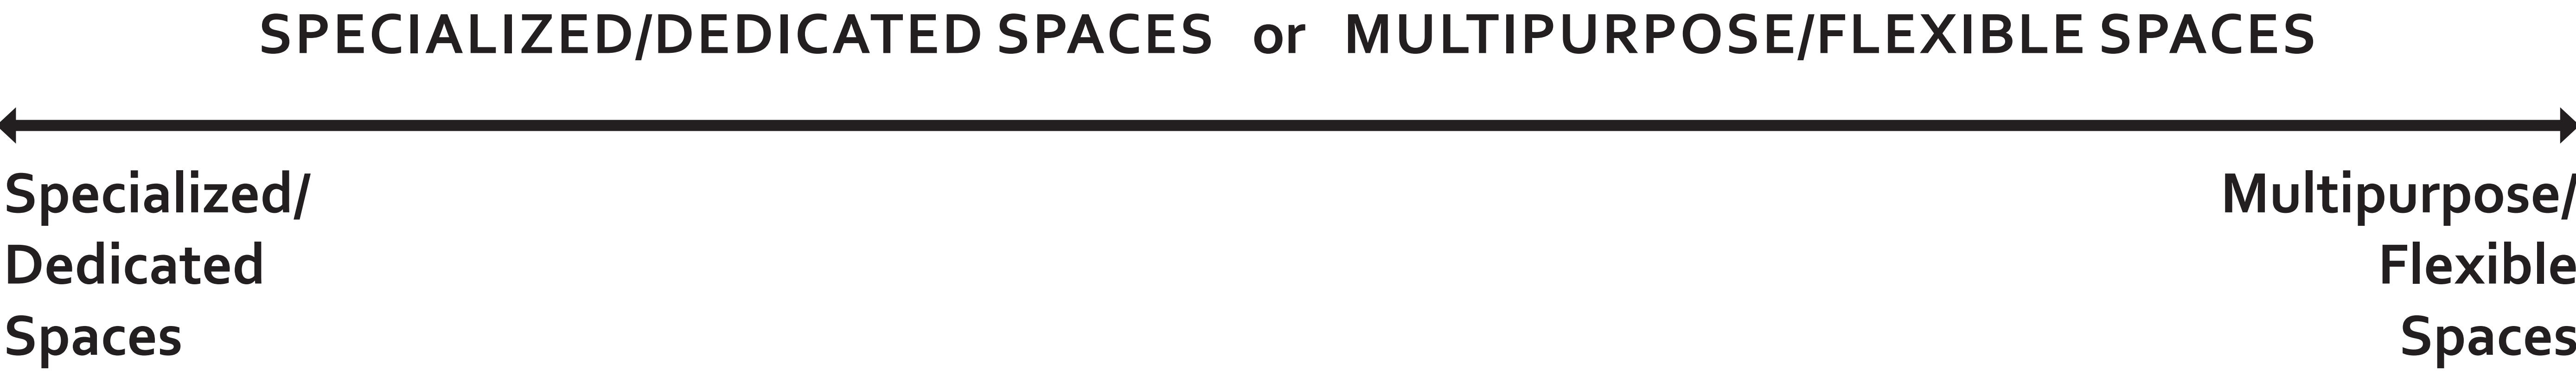 SPECIALIZED/DEDICATED SPACES or MULTIPURPOSE/FLEXIBLE SPACES
Specialized/
Dedicated
Spaces
Multipurpose/
Flexible
Spaces